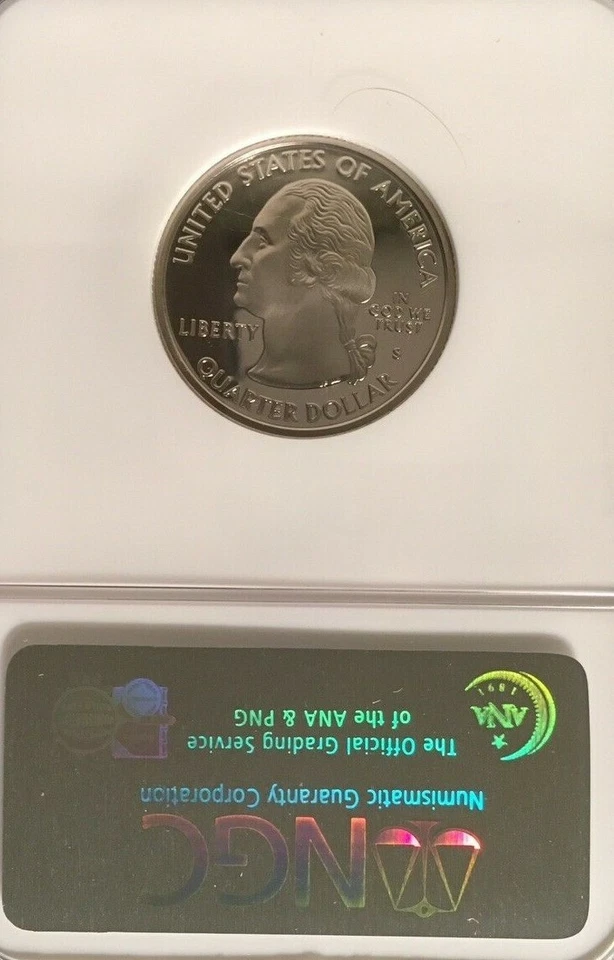 UNITED STATES OF AMERICA
LIBERTY
IN
GOD WE
TRUST
S
QUARTER DOLLAR
NGC
Numismatic Guaranty Corporation
The Official Grading Service
of the ANA & PNG
1891
ANA